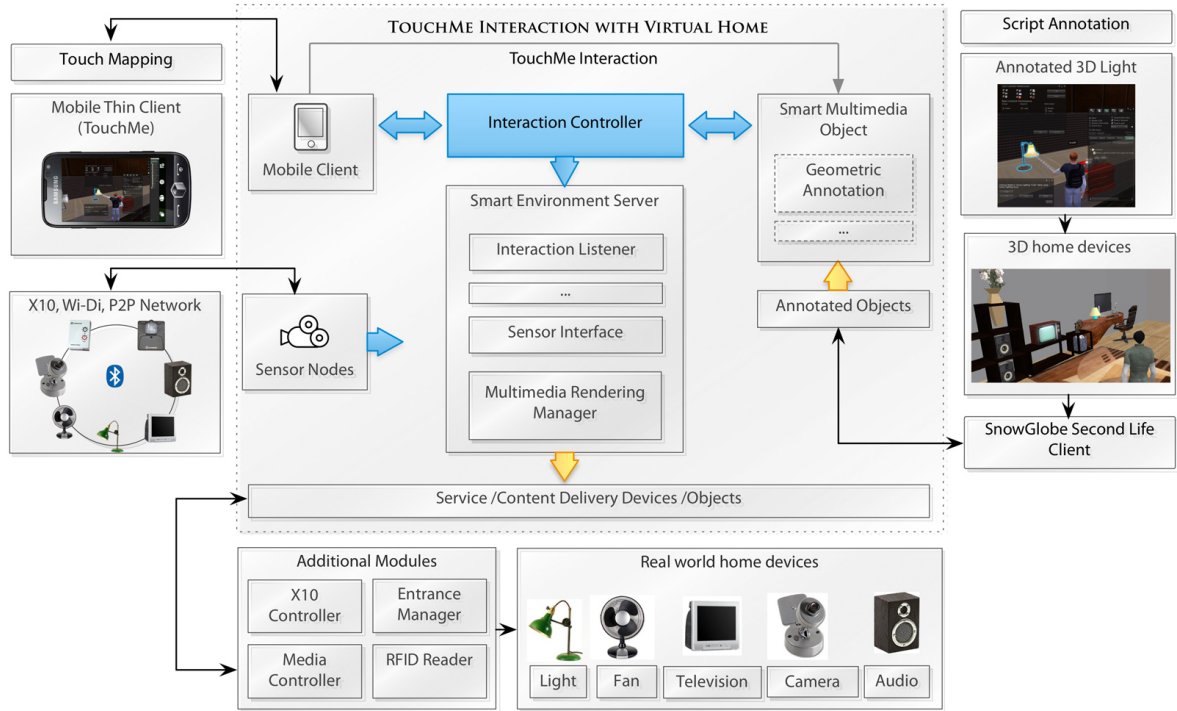 TOUCHME INTERACTION WITH VIRTUAL HOME
TouchMe Interaction
Touch Mapping
Mobile Thin Client
(TouchMe)
SAMSUNG
X10, Wi-Di, P2P Network
Mobile Client
Sensor Nodes
Interaction Controller
Smart Environment Server
Interaction Listener
...
Sensor Interface
Multimedia Rendering
Manager
Smart Multimedia
Object
Geometric
Annotation
...
Annotated Objects
Service /Content Delivery Devices /Objects
Script Annotation
Annotated 3D Light
3D home devices
SnowGlobe Second Life
Client
Additional Modules
X10
Controller
Entrance
Manager
Media
Controller
RFID Reader
Real world home devices
Light
Fan
Television
Camera
Audio